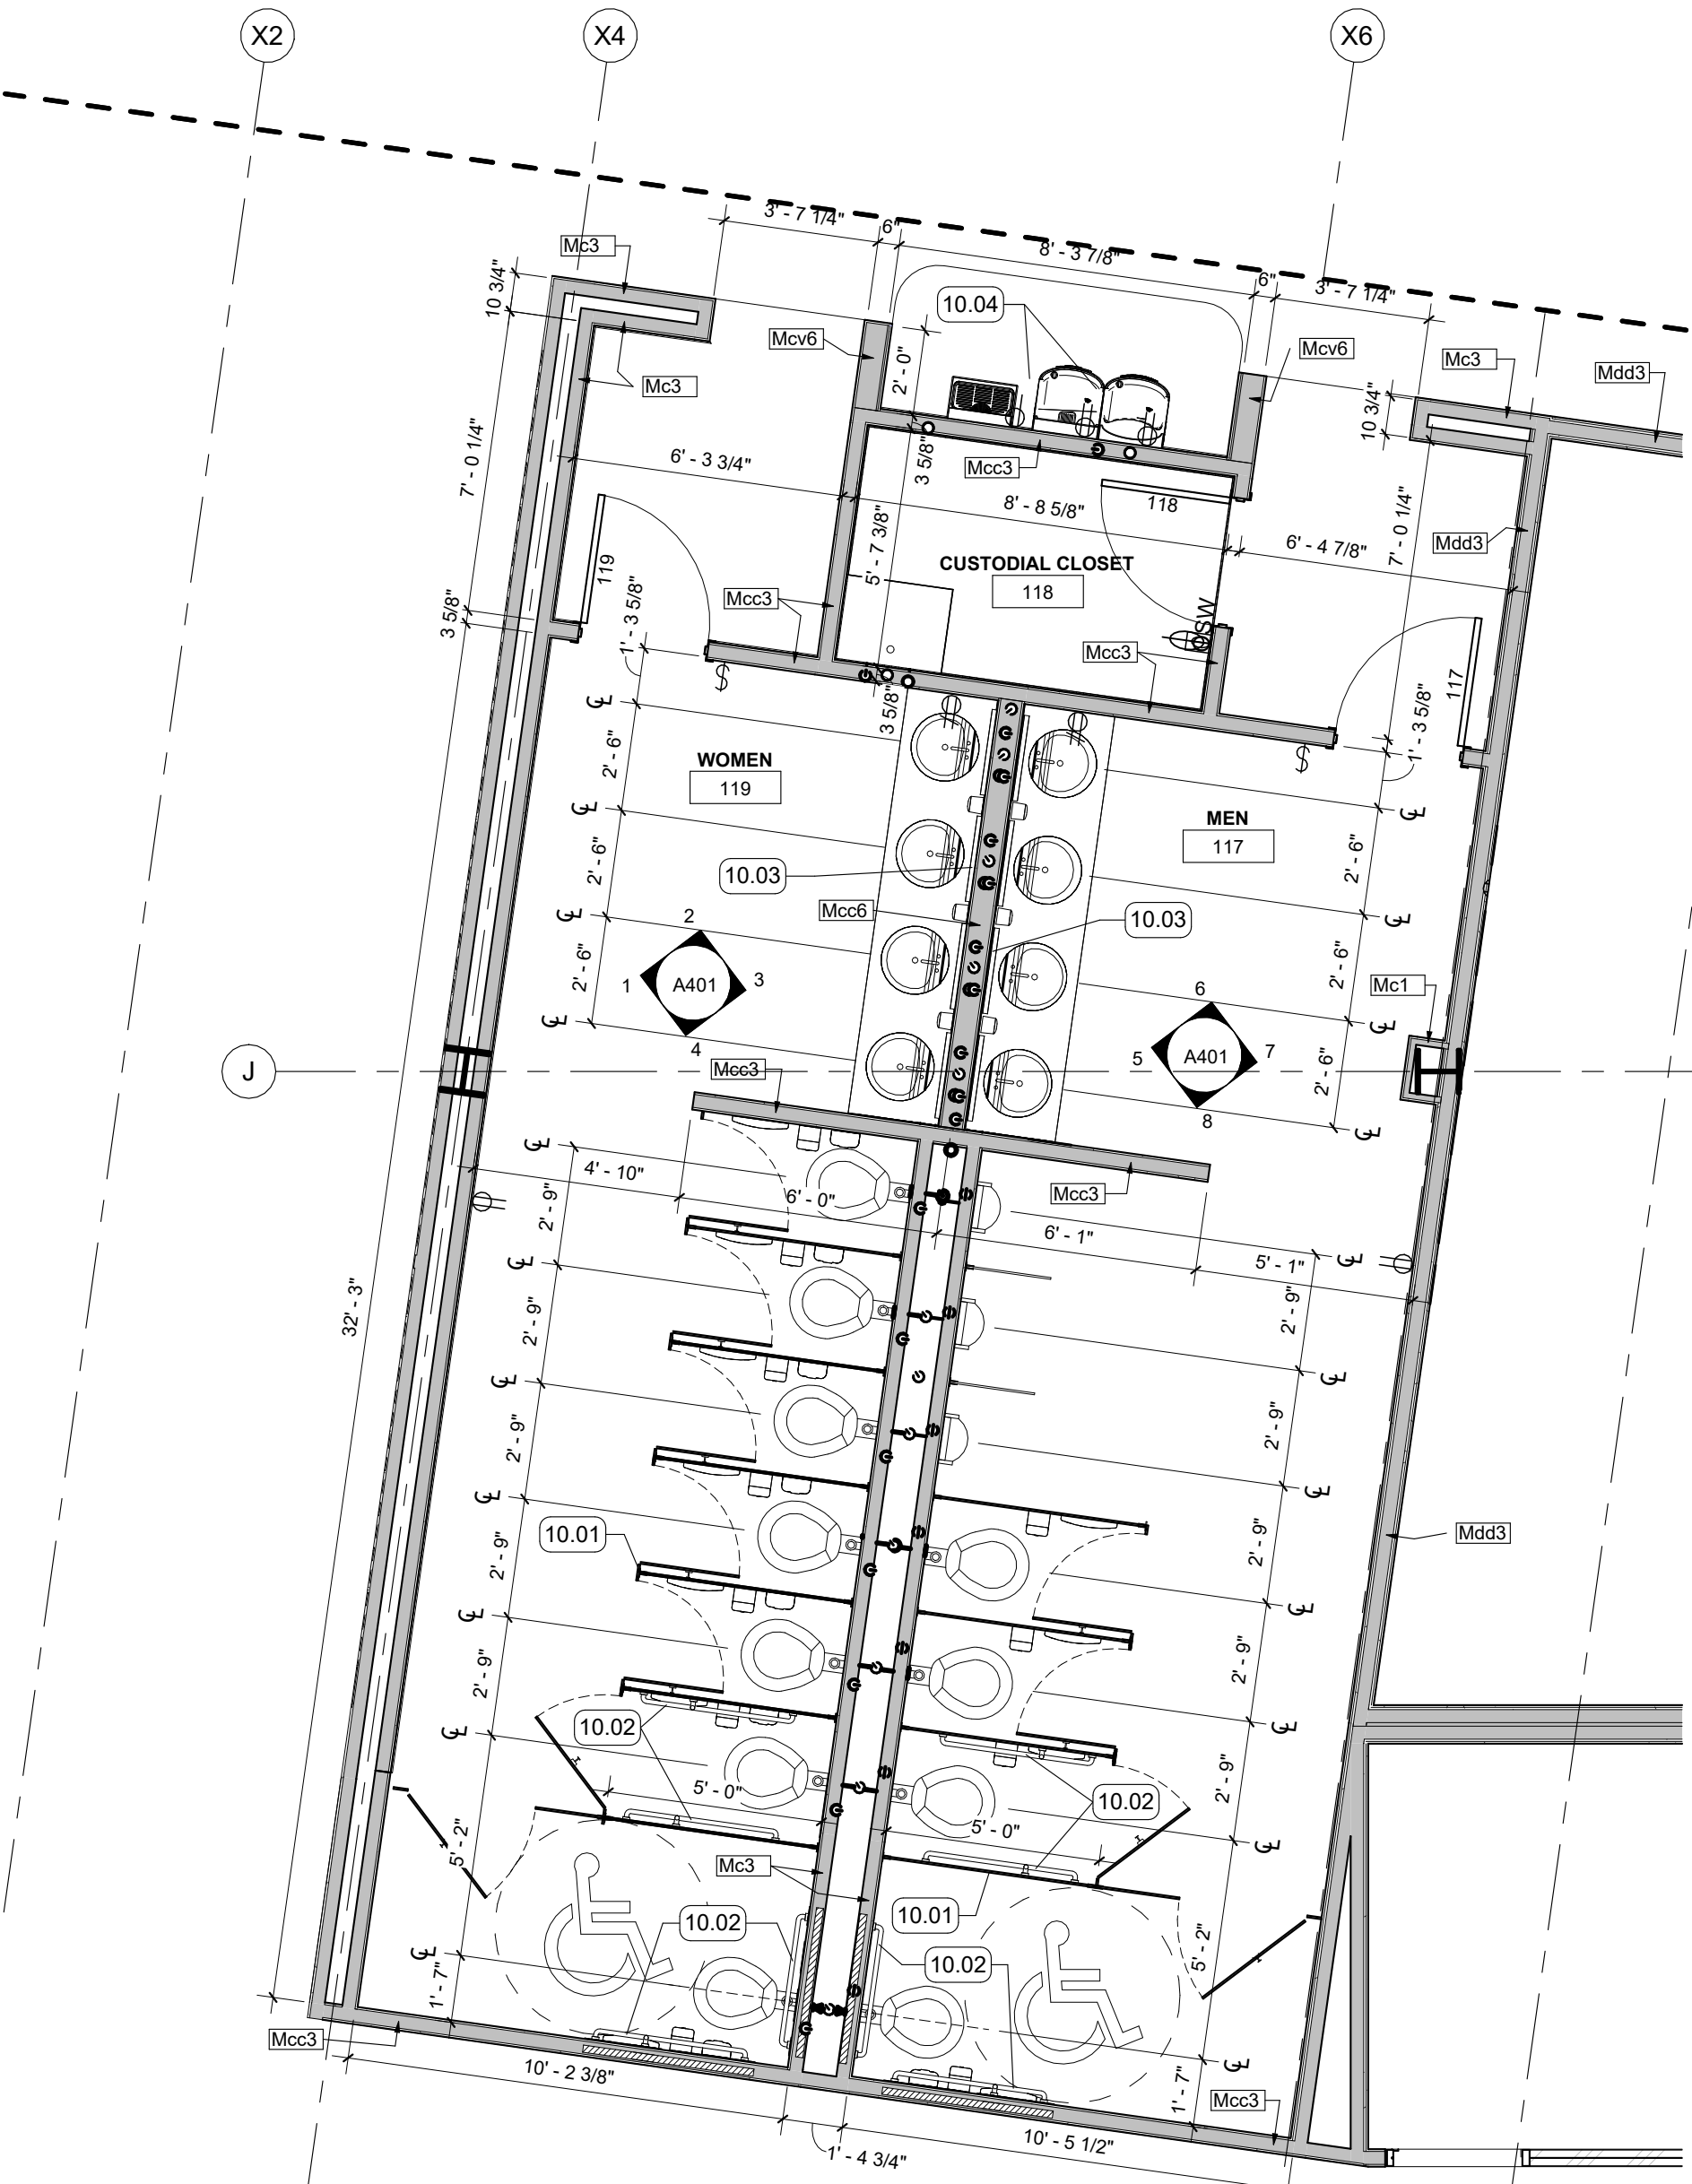 X2
X4
X6
3' - 7 1/4"
6"
8' - 3 7/8"
6"
3' - 7 1/4"
Mc3
10 3/4"
10.04
Mcv6
Mcv6
Mc3
Mdd3
Mc3
2' - 0"
10 3/4"
7' - 0 1/4"
6' - 3 3/4"
3 5/8"
Mcc3
8' - 8 5/8"
118
6' - 4 7/8"
7' - 0 1/4"
Mdd3
119
5' - 7 3/8"
CUSTODIAL CLOSET
118
Mcc3
3 5/8"
1' - 3 5/8"
OSW
Mcc3
117
1' - 3 5/8"
3 5/8"
$
$
WOMEN
119
MEN
117
2' - 6"
2' - 6"
2' - 6"
2' - 6"
2' - 6"
2' - 6"
10.03
10.03
Mcc6
2
1
A401
3
4
6
5
A401
7
8
Mc1
J
Mcc3
Mcc3
4' - 10"
6' - 0"
6' - 1"
5' - 1"
32' - 3"
2' - 9"
2' - 9"
2' - 9"
2' - 9"
2' - 9"
2' - 9"
2' - 9"
2' - 9"
2' - 9"
2' - 9"
10.01
Mdd3
10.02
10.02
5' - 0"
5' - 0"
5' - 2"
5' - 2"
Mc3
10.01
10.02
10.02
1' - 7"
1' - 7"
Mcc3
Mcc3
10' - 2 3/8"
1' - 4 3/4"
10' - 5 1/2"